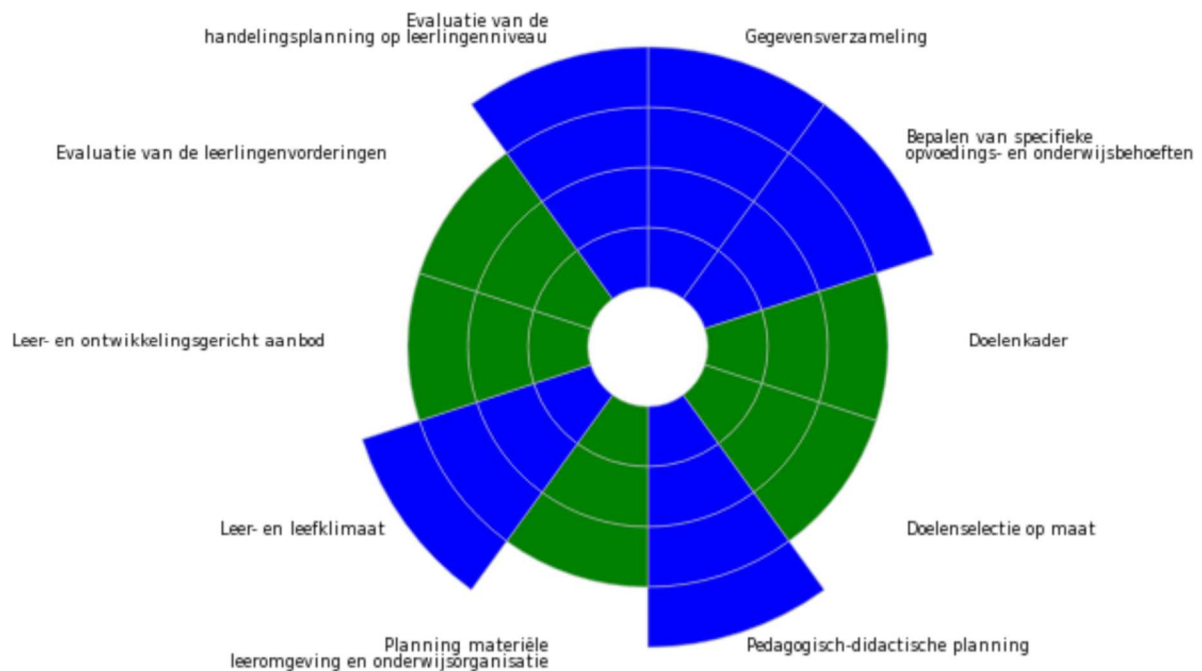 Evaluatie van de
handelingsplanning op leerlingenniveau
Gegevensverzameling
Bepalen van specifieke
opvoedings- en onderwijsbehoeften
Evaluatie van de leerlingenvorderingen
Leer- en ontwikkelingsgericht aanbod
Doelenkader
Leer- en leefklimaat
Doelenselectie op maat
Planning materiële
leeromgeving en onderwijsorganisatie
Pedagogisch-didactische planning